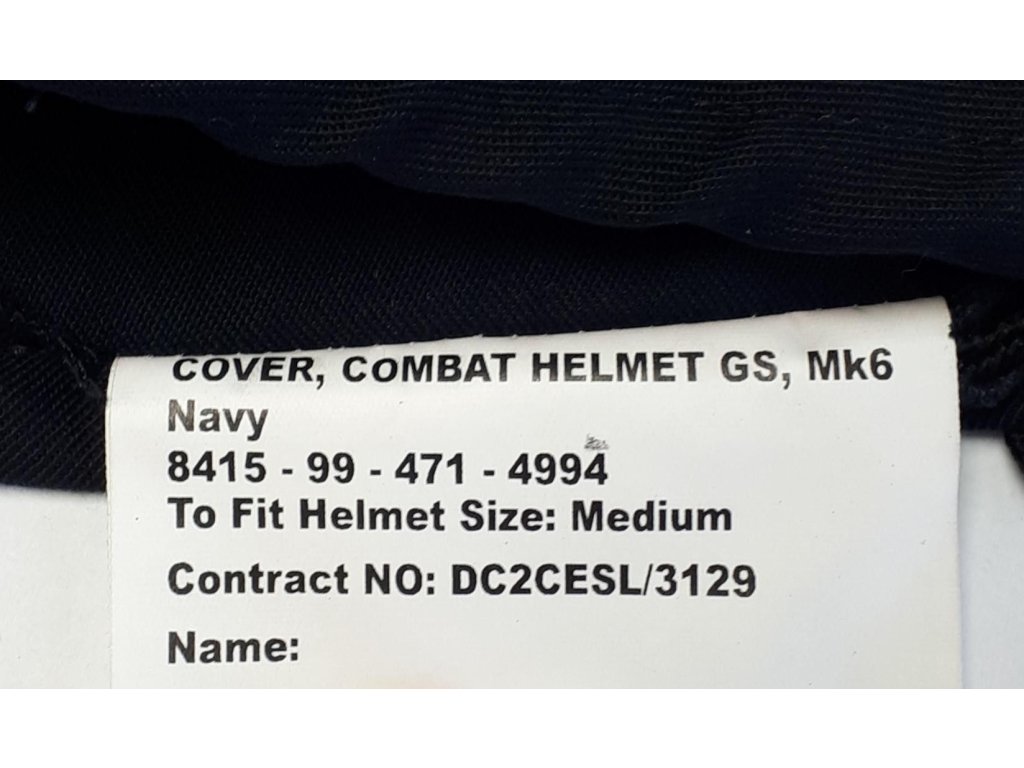 COVER, COMBAT HELMET GS, Mk6
Navy
8415 - 99 - 471 - 4994
To Fit Helmet Size: Medium
Contract NO: DC2CESL/3129
Name: